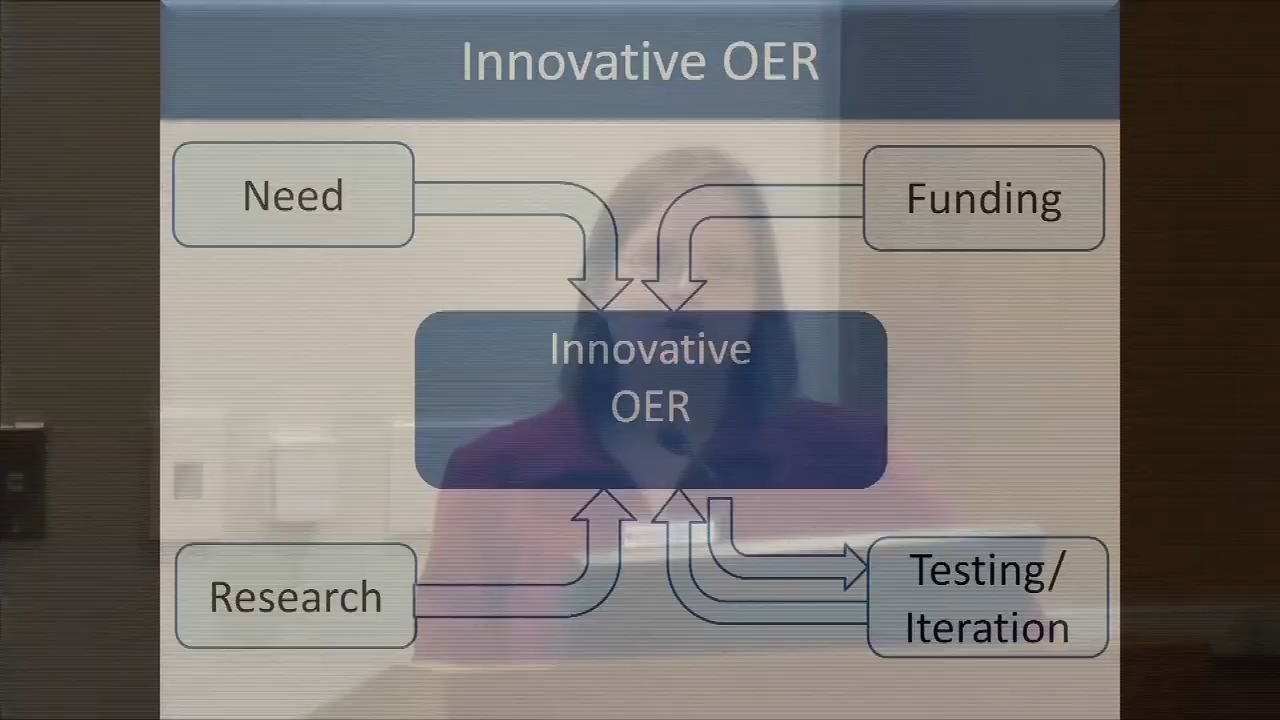 Innovative OER
Need
Funding
Innovative
OER
Research
Testing/
Iteration